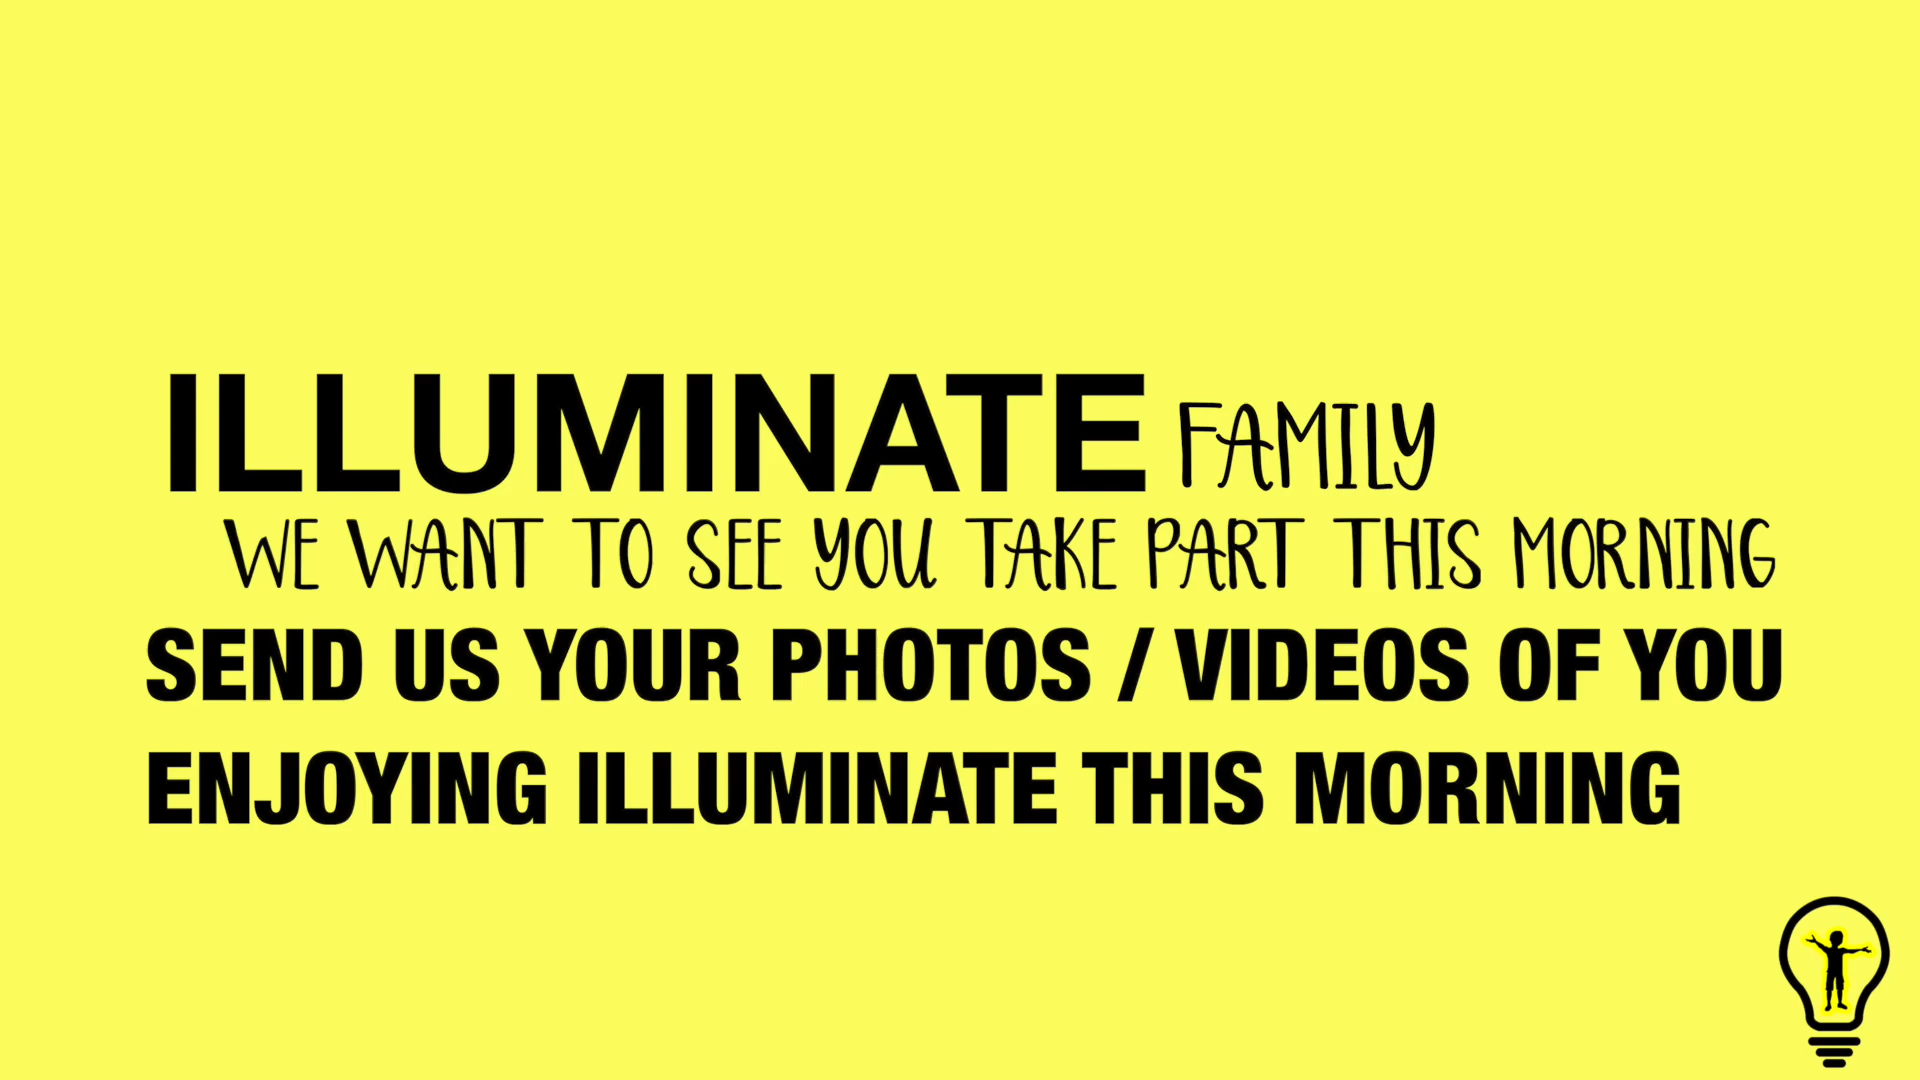 ILLUMINATE FAMILY
WE WANT TO SEE YOU TAKE PART THIS MORNING
SEND US YOUR PHOTOS / VIDEOS OF YOU
ENJOYING ILLUMINATE THIS MORNING